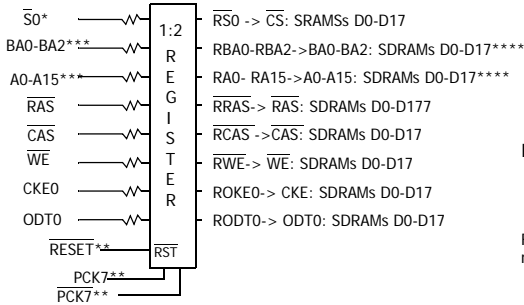 S0* 1:2 RS0 -> CS: SRAMSs D0-D17
BA0-BA2*** RBA0-RBA2->BA0-BA2: SDRAMs D0-D17****
A0-A15*** RA0- RA15->A0-A15: SDRAMs D0-D17****
RAS RRAS-> RAS: SDRAMs D0-D177
CAS RCAS ->CAS: SDRAMs D0-D17
WE RWE-> WE: SDRAMs D0-D17
CKE0 ROKE0-> CKE: SDRAMs D0-D17
ODT0 RODT0-> ODT0: SDRAMs D0-D17
REGISTER
RESET** RST
PCK7**
PCK7**